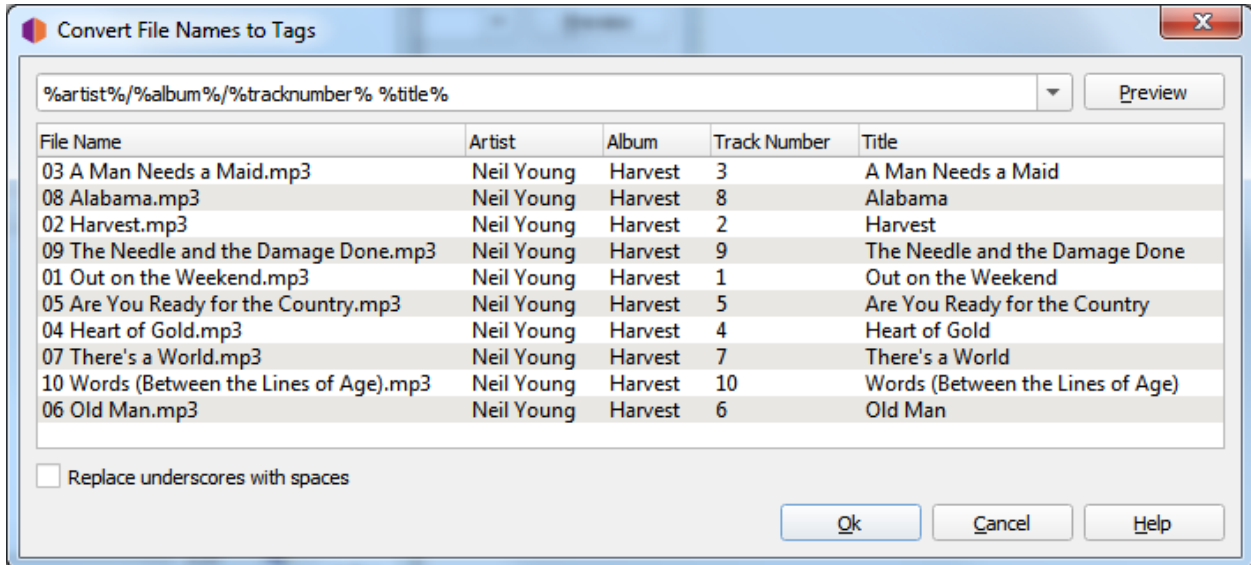 Convert File Names to Tags
%artist%/%album%/%tracknumber% %title%
Preview
File Name Artist Album Track Number Title
03 A Man Needs a Maid.mp3 Neil Young Harvest 3 A Man Needs a Maid
08 Alabama.mp3 Neil Young Harvest 8 Alabama
02 Harvest.mp3 Neil Young Harvest 2 Harvest
09 The Needle and the Damage Done.mp3 Neil Young Harvest 9 The Needle and the Damage Done
01 Out on the Weekend.mp3 Neil Young Harvest 1 Out on the Weekend
05 Are You Ready for the Country.mp3 Neil Young Harvest 5 Are You Ready for the Country
04 Heart of Gold.mp3 Neil Young Harvest 4 Heart of Gold
07 There's a World.mp3 Neil Young Harvest 7 There's a World
10 Words (Between the Lines of Age).mp3 Neil Young Harvest 10 Words (Between the Lines of Age)
06 Old Man.mp3 Neil Young Harvest 6 Old Man
Replace underscores with spaces
Ok Cancel Help